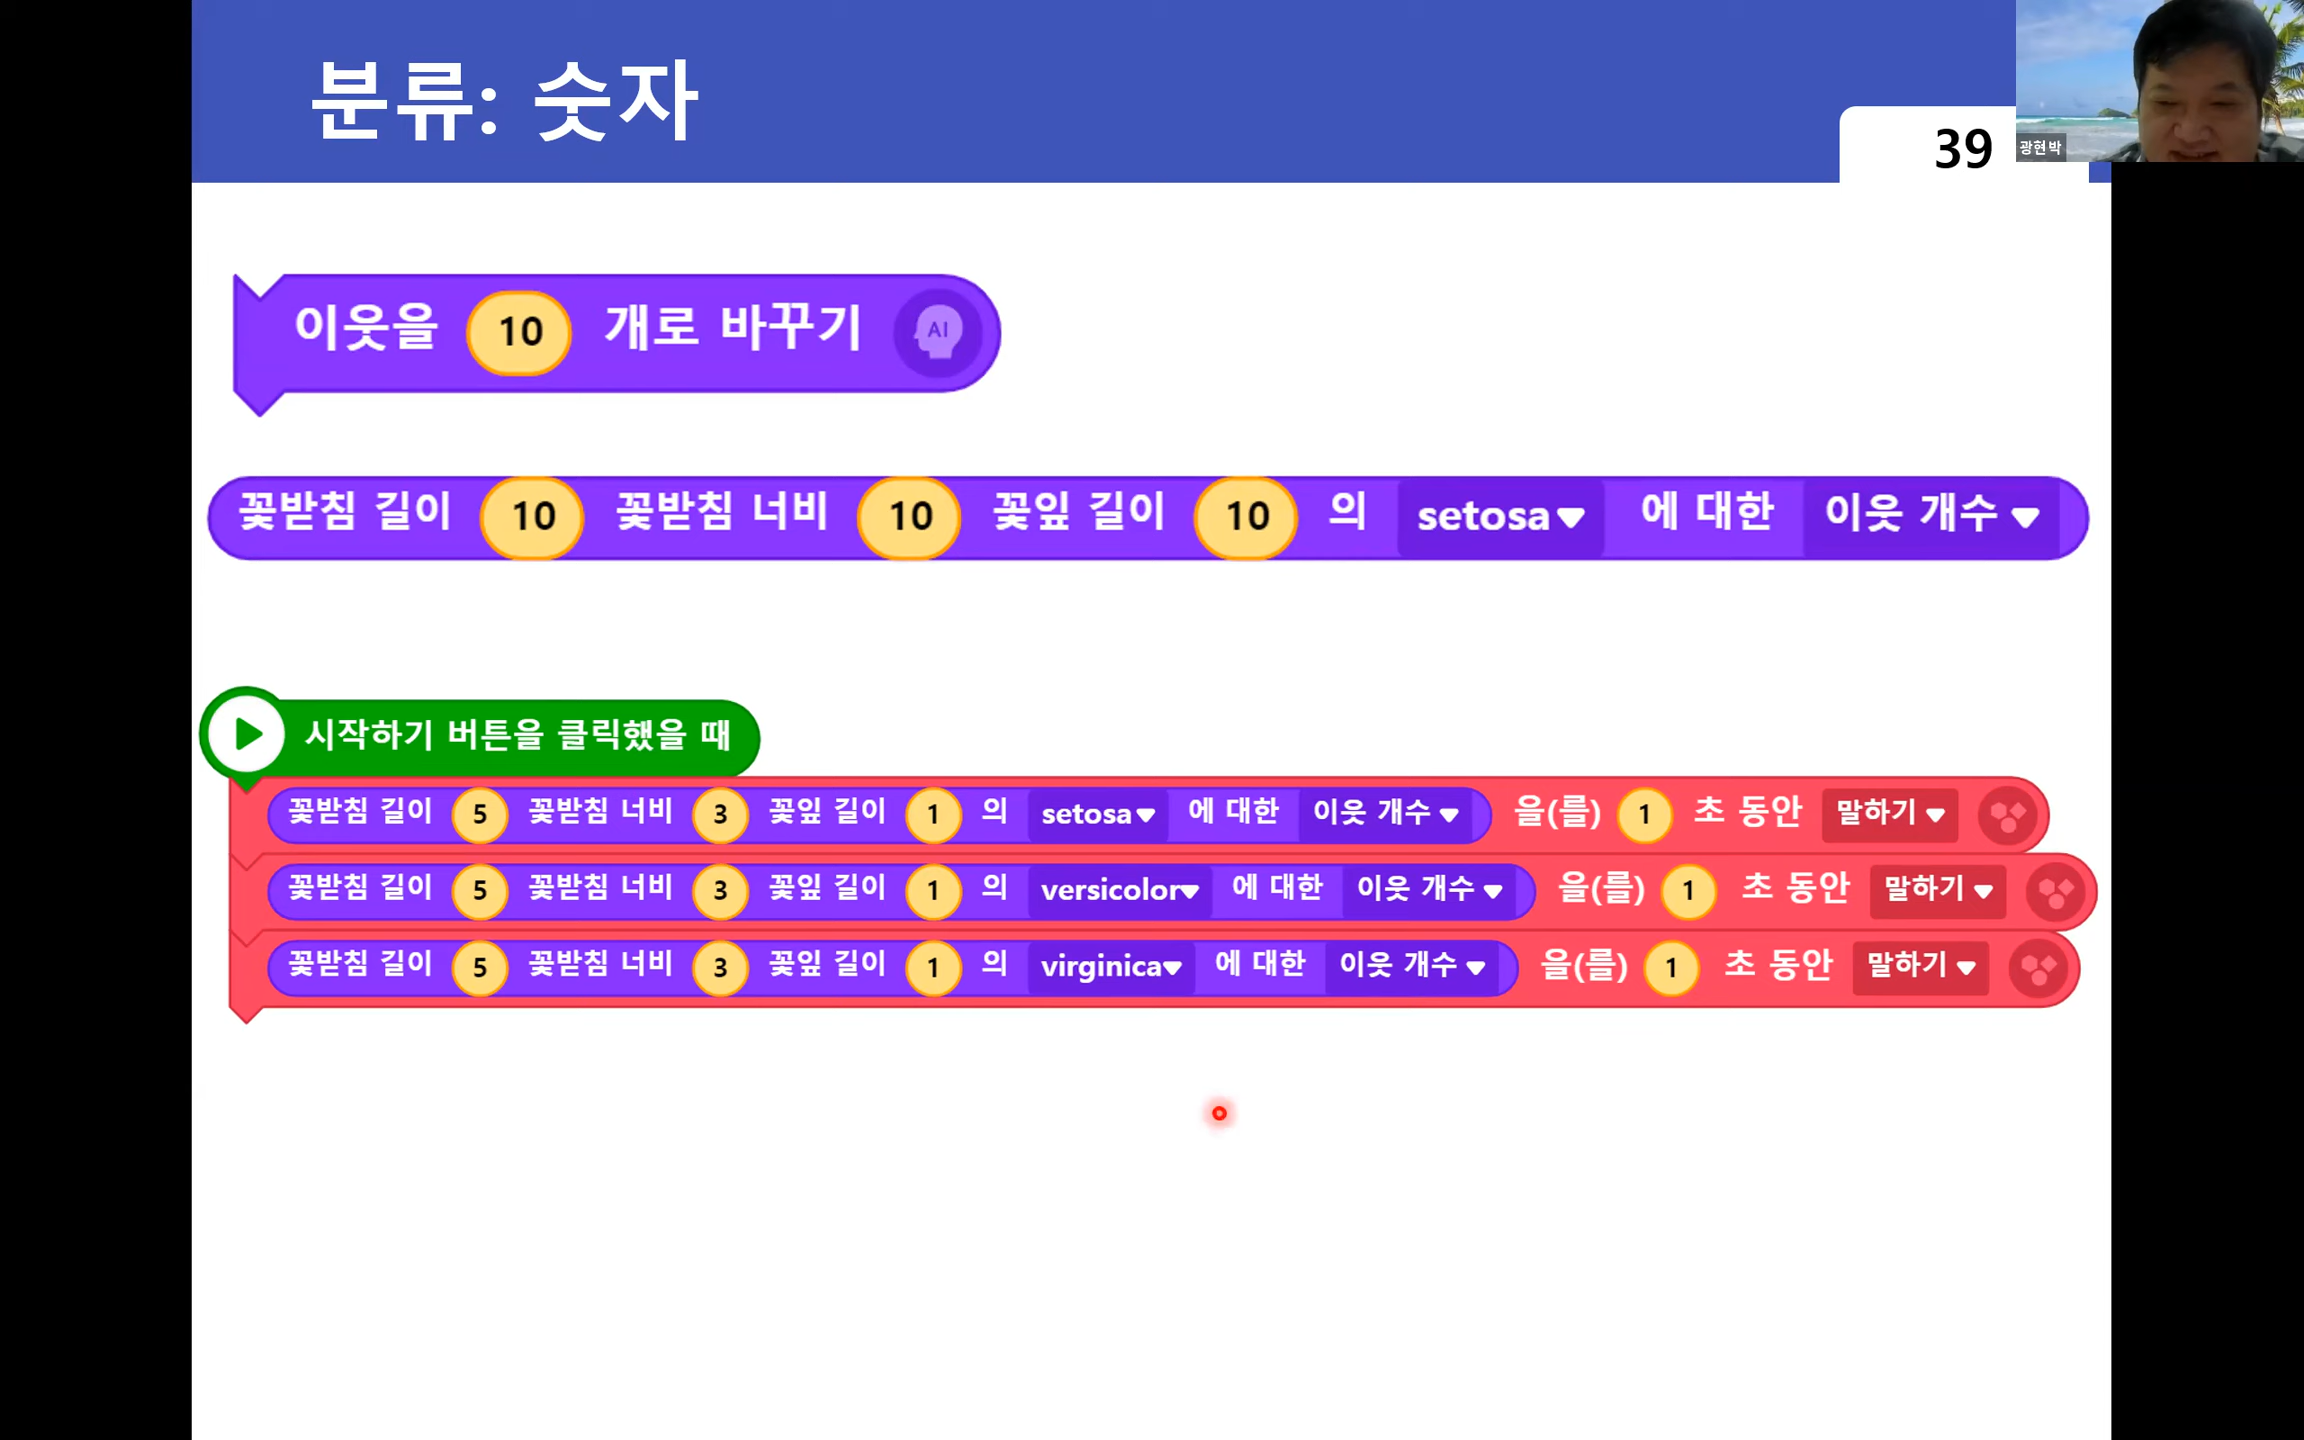 분류: 숫자
39
광현박
이웃을 10 개로 바꾸기 AI
꽃받침 길이 10 꽃받침 너비 10 꽃잎 길이 10 의 setosa 에 대한 이웃 개수
시작하기 버튼을 클릭했을 때
꽃받침 길이 5 꽃받침 너비 3 꽃잎 길이 1 의 setosa 에 대한 이웃 개수 을(를) 1 초 동안 말하기
꽃받침 길이 5 꽃받침 너비 3 꽃잎 길이 1 의 versicolor 에 대한 이웃 개수 을(를) 1 초 동안 말하기
꽃받침 길이 5 꽃받침 너비 3 꽃잎 길이 1 의 virginica 에 대한 이웃 개수 을(를) 1 초 동안 말하기